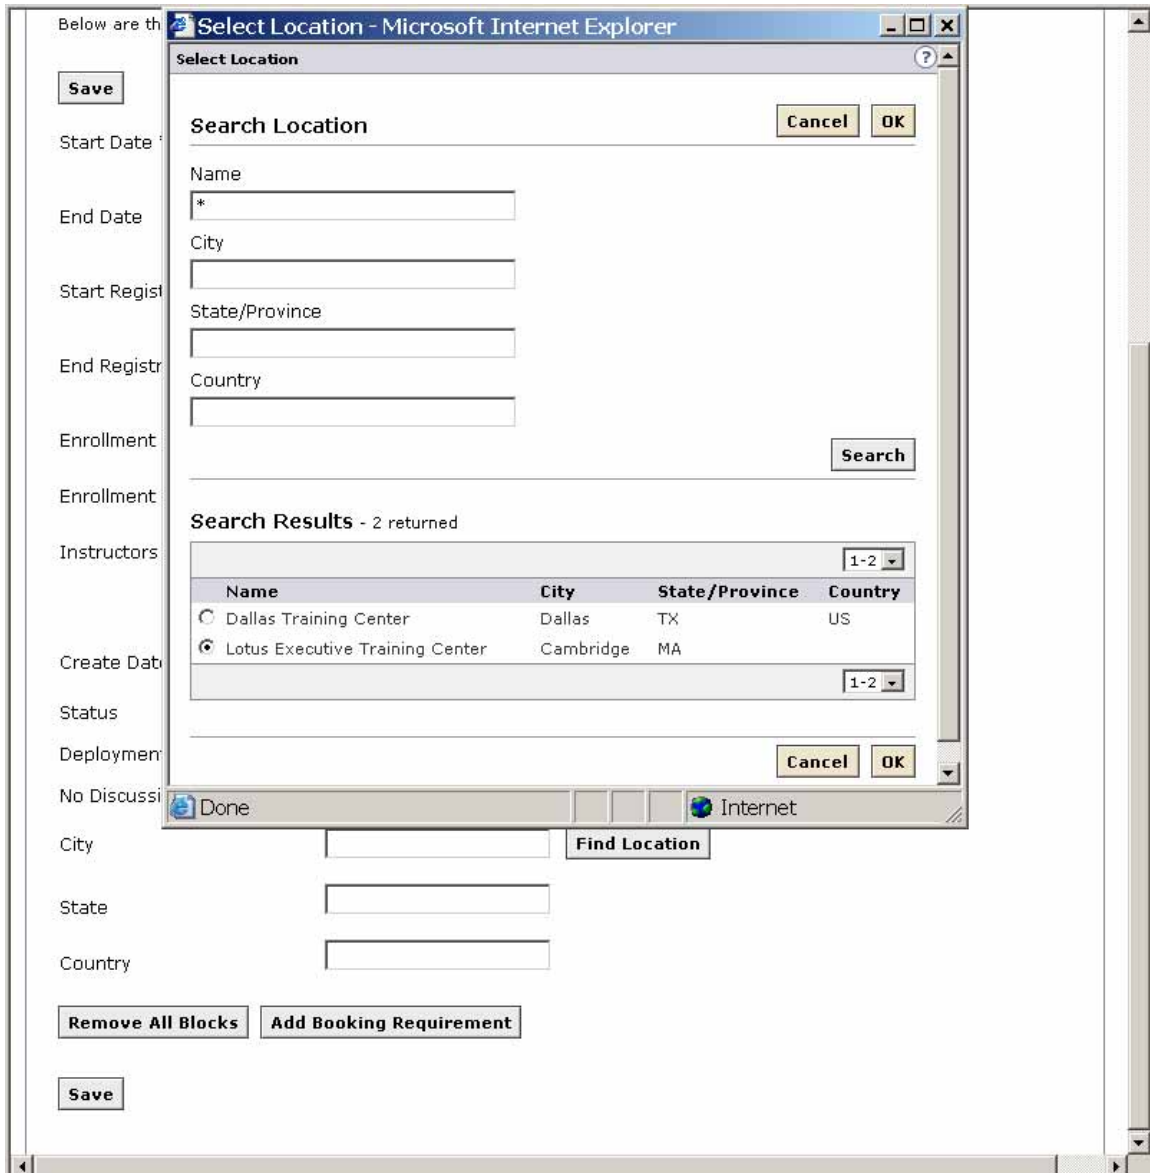 Below are th
Select Location - Microsoft Internet Explorer
Select Location
?
Save
Search Location
Cancel
OK
Start Date *
Name
*
End Date
City
Start Regist
State/Province
End Registr
Country
Enrollment
Search
Enrollment
Search Results - 2 returned
Instructors
1-2
Name City State/Province Country
Dallas Training Center Dallas TX US
Lotus Executive Training Center Cambridge MA
Create Date
1-2
Status
Deploymen
Cancel
OK
No Discussi
Done
Internet
City
Find Location
State
Country
Remove All Blocks
Add Booking Requirement
Save